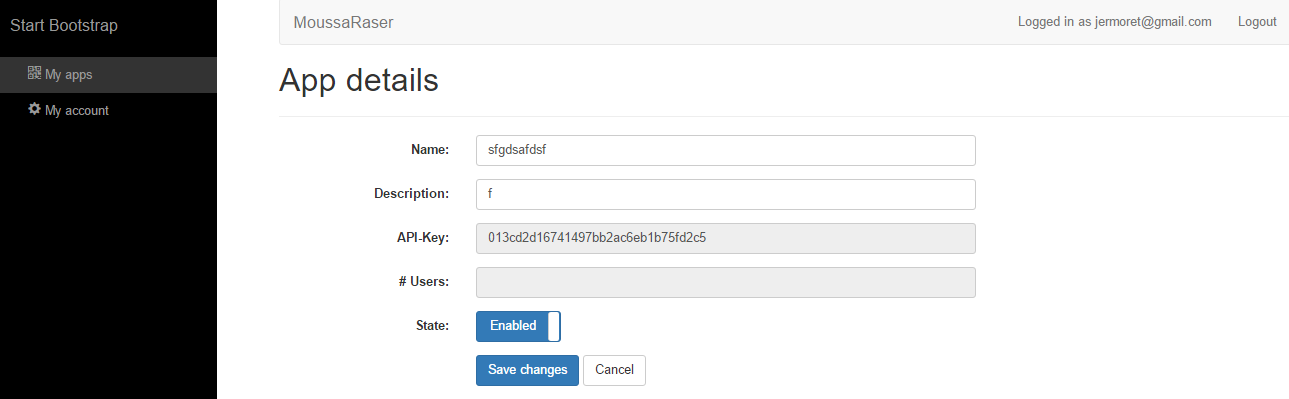 Start Bootstrap
My apps
My account
MoussaRaser
Logged in as jermoret@gmail.com
Logout
App details
Name: sfgdsafdsf
Description: f
API-Key: 013cd2d16741497bb2ac6eb1b75fd2c5
# Users:
State: Enabled
Save changes Cancel